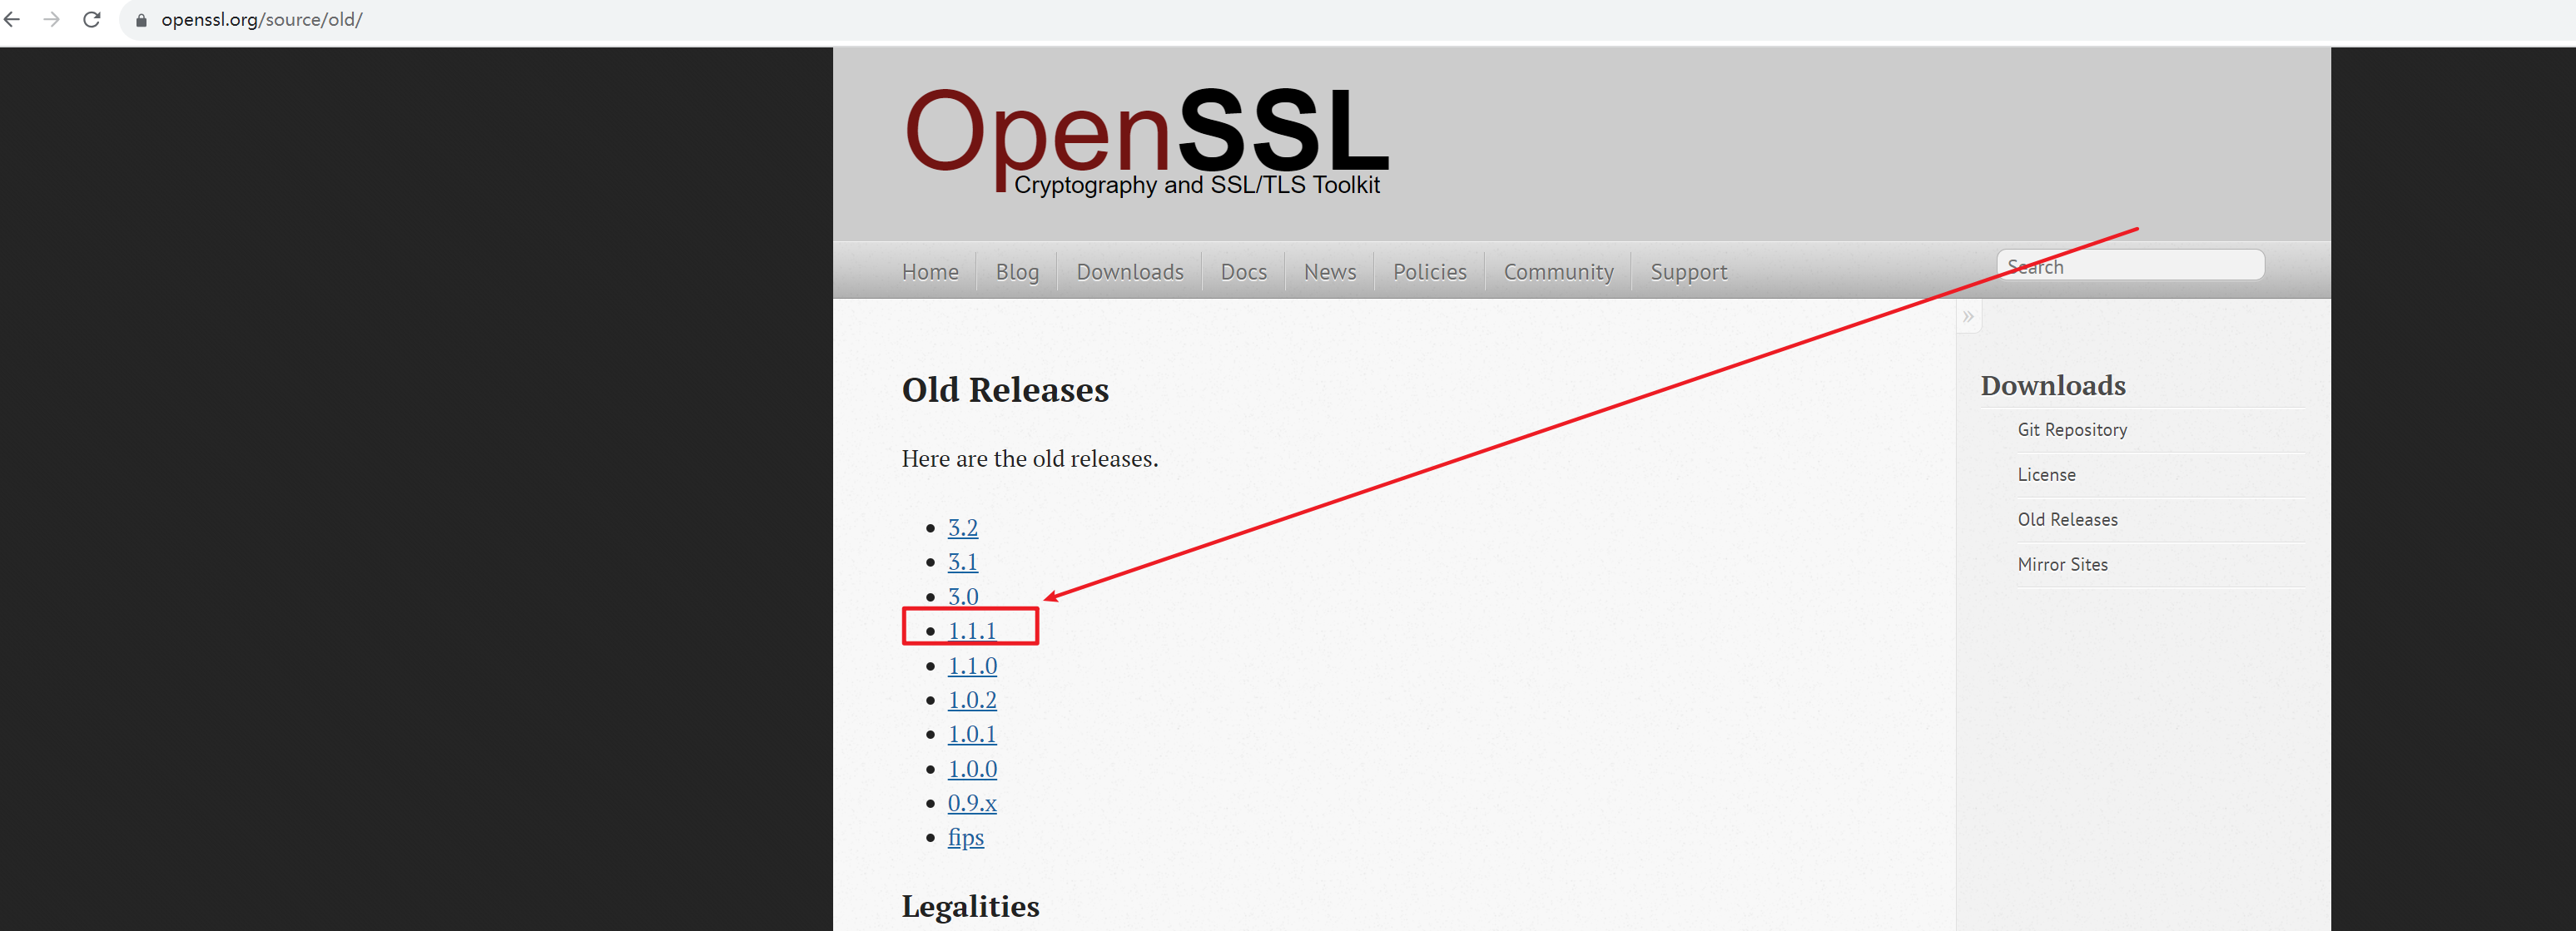 openssl.org/source/old/
OpenSSL
Cryptography and SSL/TLS Toolkit
Home Blog Downloads Docs News Policies Community Support Search
»
Old Releases
Here are the old releases.
3.2
3.1
3.0
1.1.1
1.1.0
1.0.2
1.0.1
1.0.0
0.9.x
fips
Legalities
Downloads
Git Repository
License
Old Releases
Mirror Sites